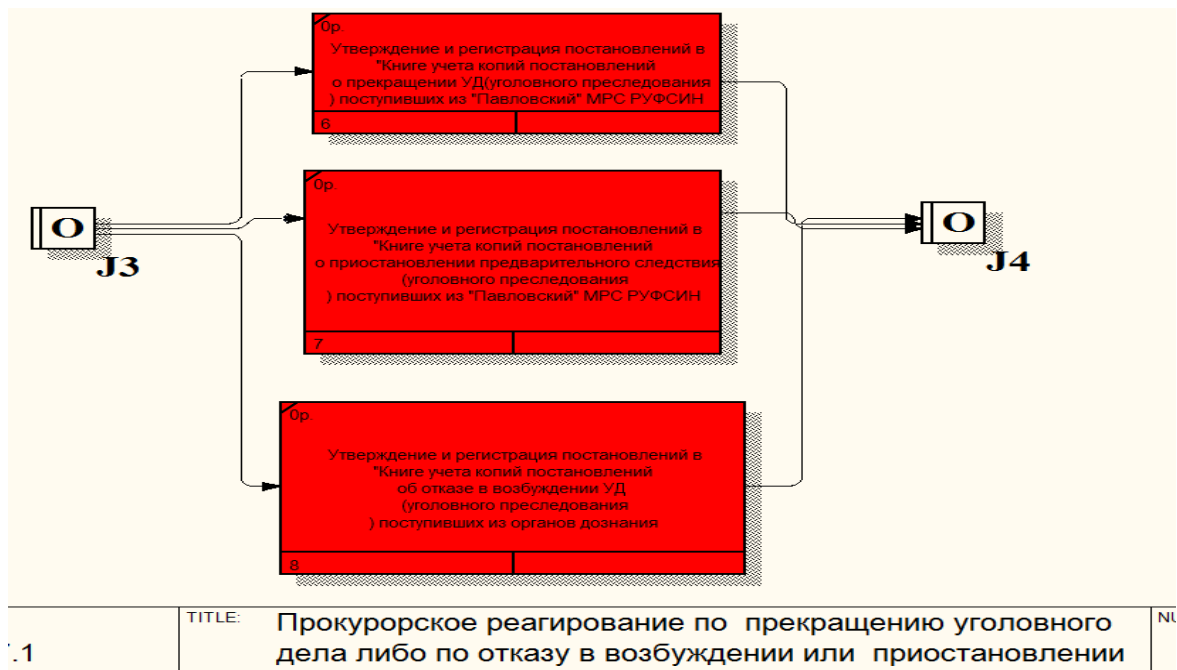 0р.
Утверждение и регистрация постановлений в
"Книге учета копий постановлений
о прекращении УД(уголовного преследования
) поступивших из "Павловский" МРС РУФСИН
6
0р.
Утверждение и регистрация постановлений в
"Книге учета копий постановлений
о приостановлении предварительного следствия
(уголовного преследования
) поступивших из "Павловский" МРС РУФСИН
7
O
J3
O
J4
0р.
Утверждение и регистрация постановлений в
"Книге учета копий постановлений
об отказе в возбуждении УД
(уголовного преследования
) поступивших из органов дознания
8
.1
TITLE:
Прокурорское реагирование по прекращению уголовного
дела либо по отказу в возбуждении или приостановлении